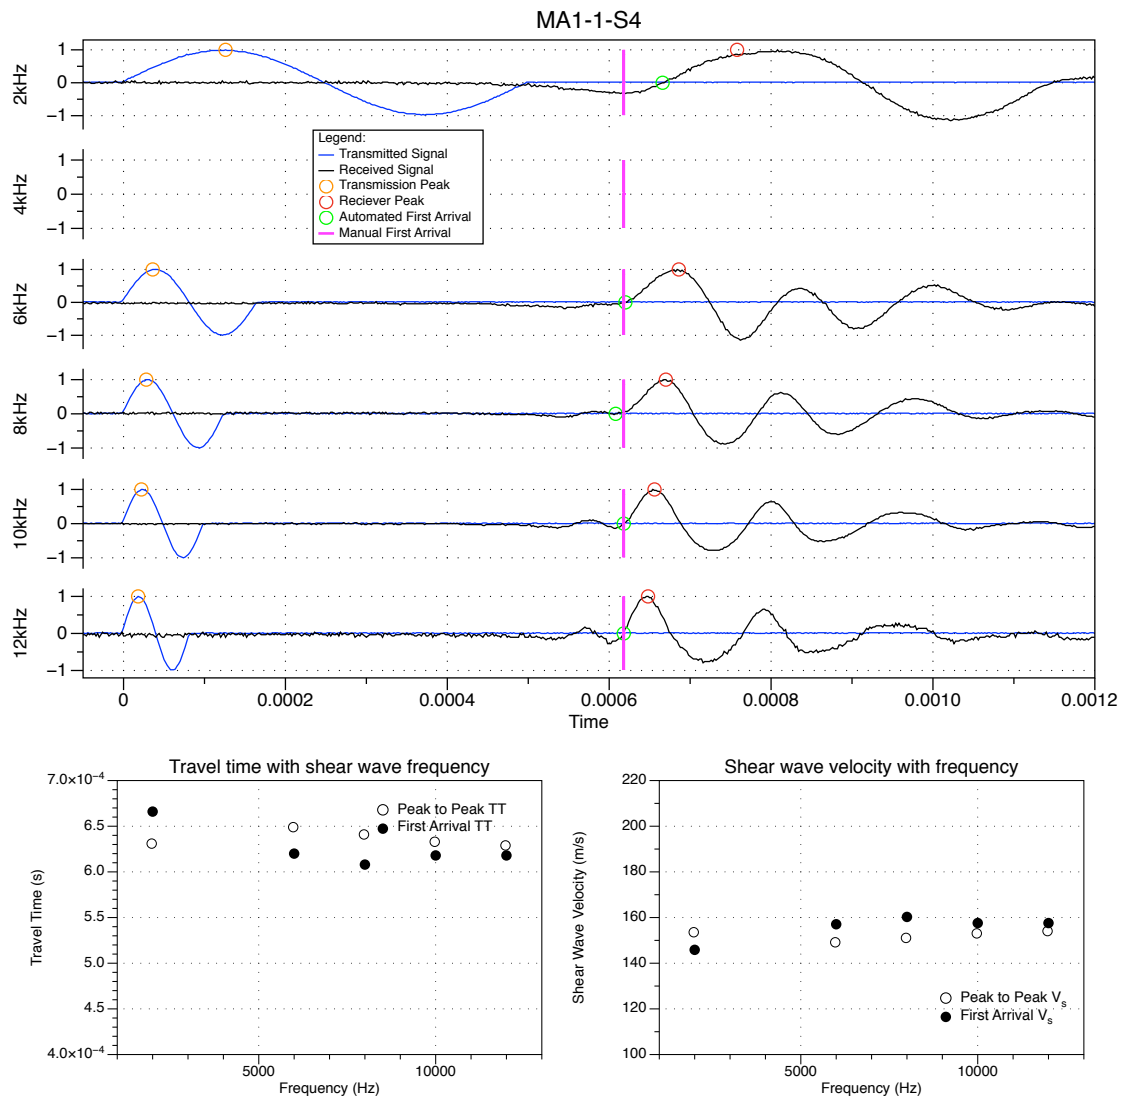 MA1-1-S4
2kHz
1
0
−1
Legend:
Transmitted Signal
Received Signal
Transmission Peak
Reciever Peak
Automated First Arrival
Manual First Arrival
4kHz
1
0
−1
6kHz
1
0
−1
8kHz
1
0
−1
10kHz
1
0
−1
12kHz
1
0
−1
0 0.0002 0.0004 0.0006 0.0008 0.0010 0.0012
Time
Travel time with shear wave frequency
Travel Time (s)
7.0×10⁻⁴
6.5
6.0
5.5
5.0
4.5
4.0×10⁻⁴
Peak to Peak TT
First Arrival TT
5000 10000
Frequency (Hz)
Shear wave velocity with frequency
Shear Wave Velocity (m/s)
220
200
180
160
140
120
100
Peak to Peak Vₛ
First Arrival Vₛ
5000 10000
Frequency (Hz)